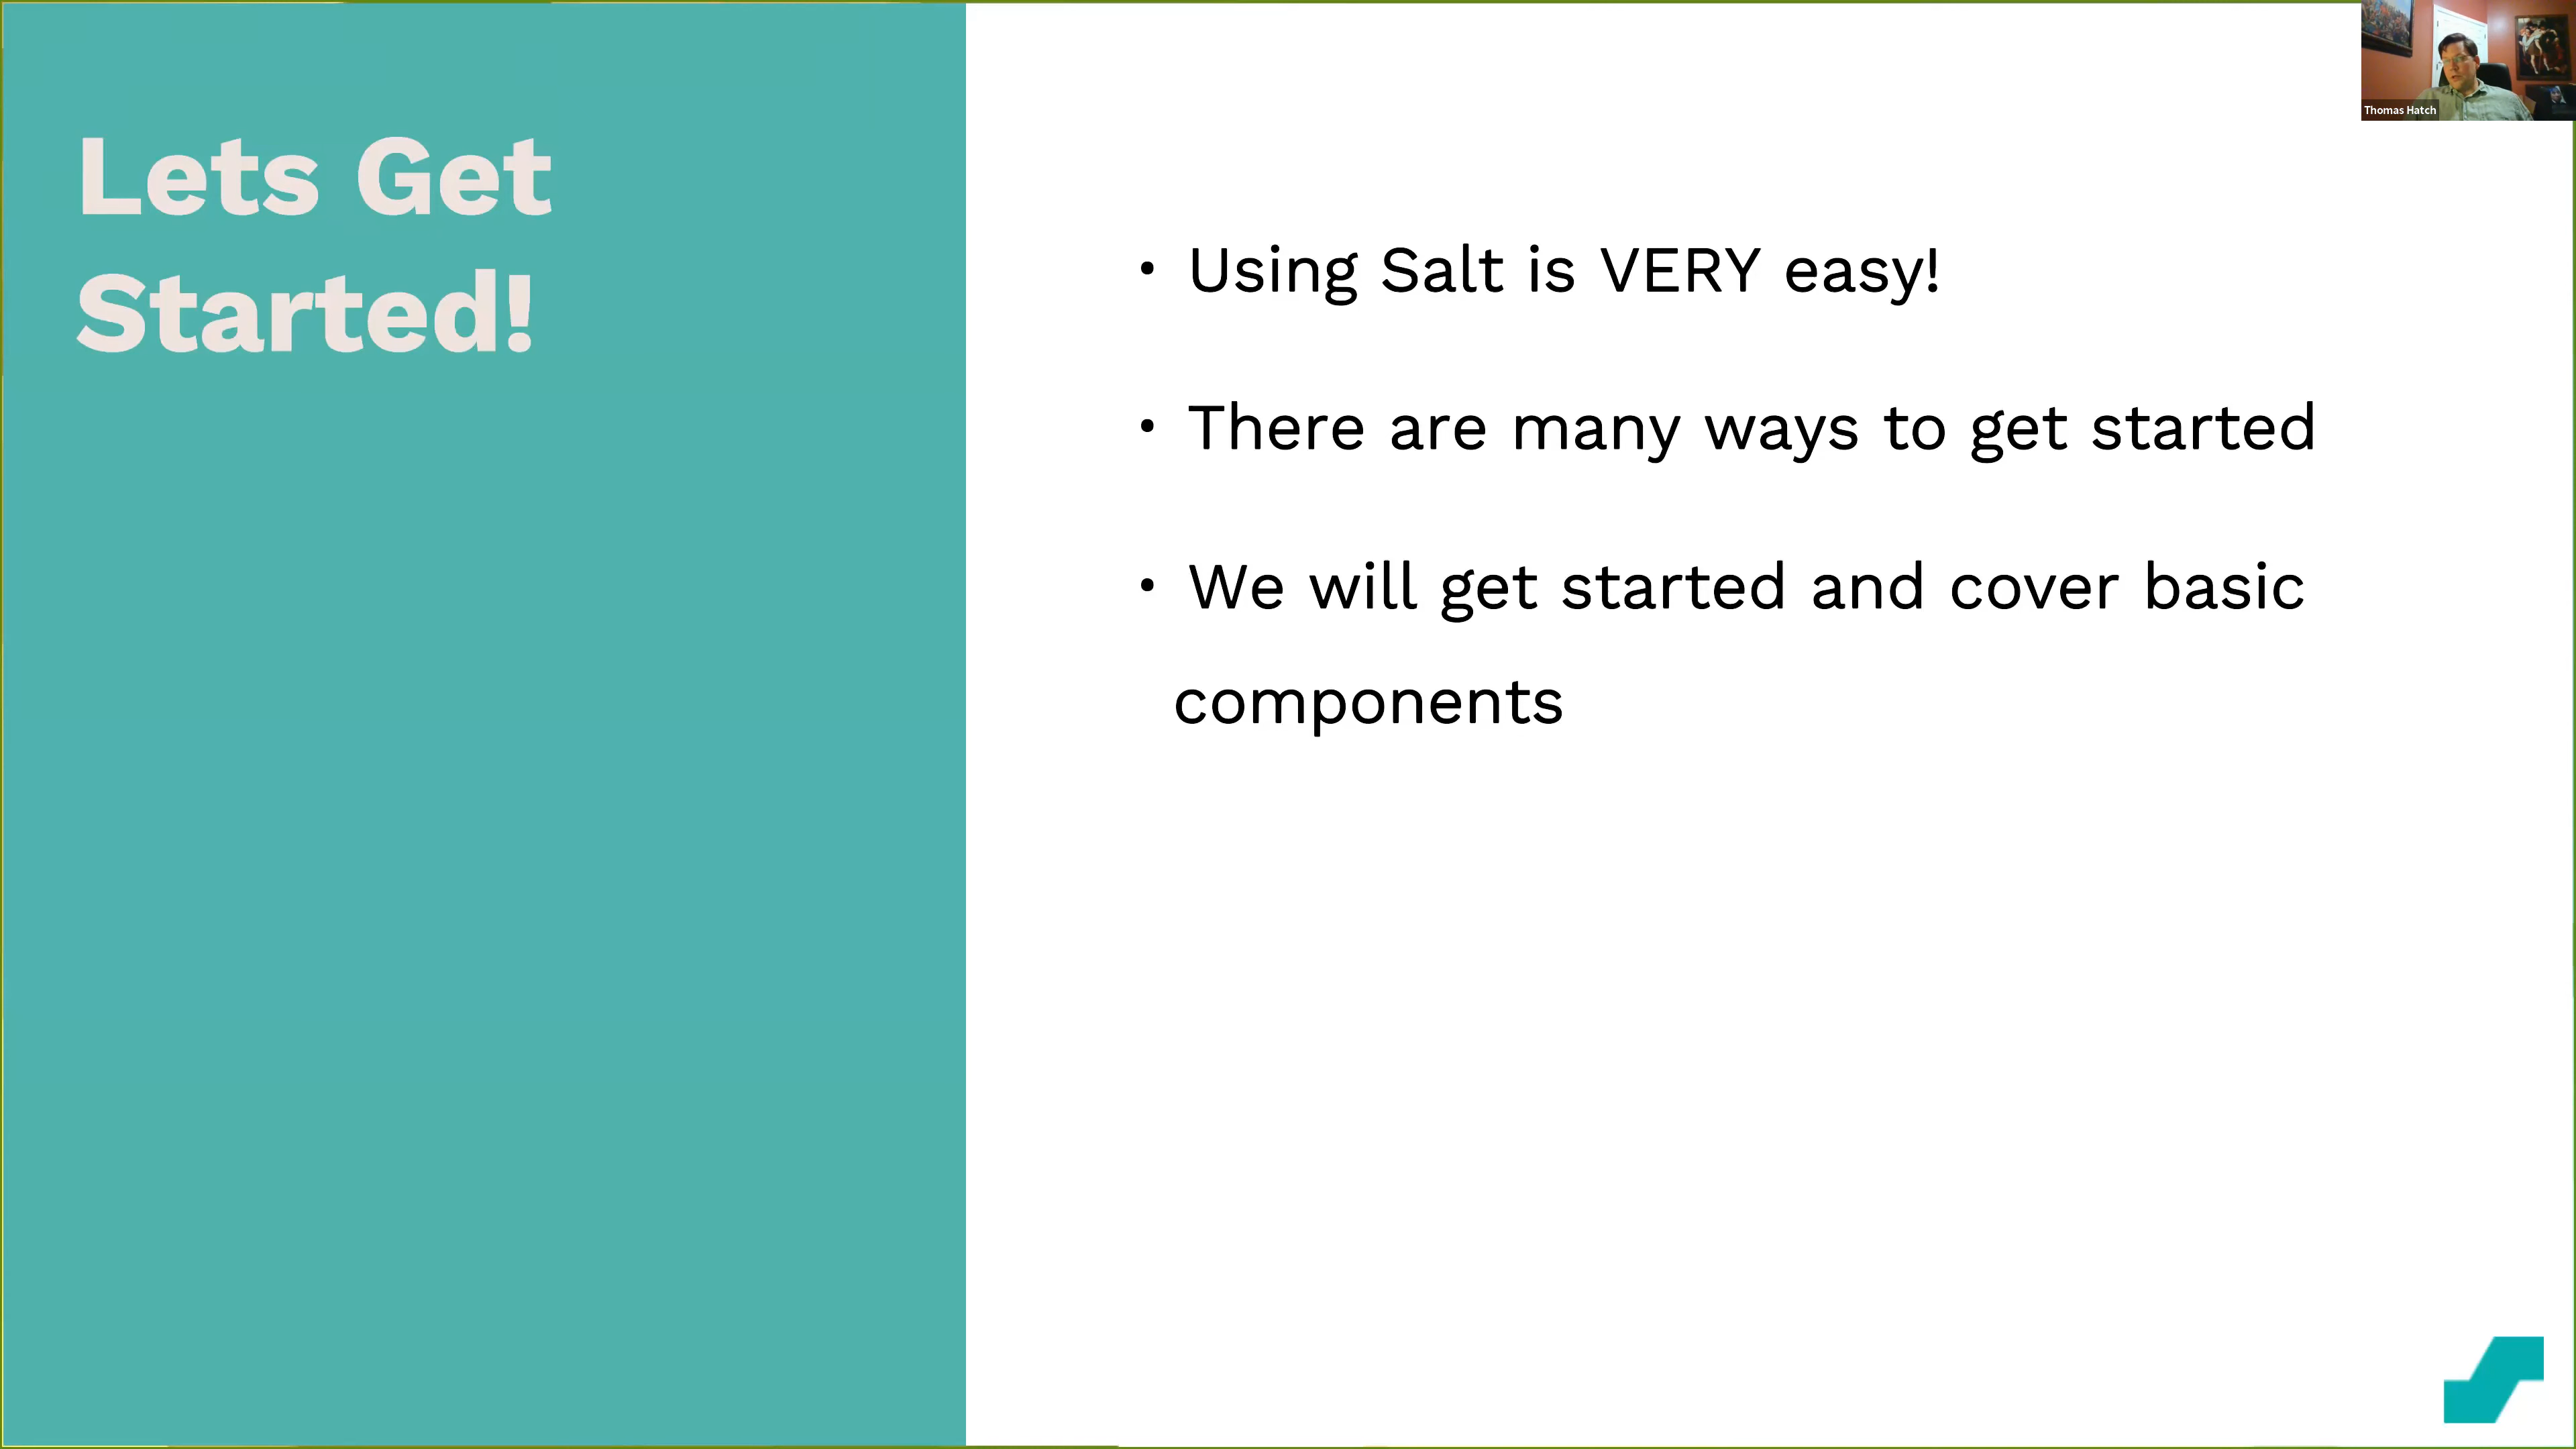 Lets Get
Started!
• Using Salt is VERY easy!
• There are many ways to get started
• We will get started and cover basic
components
Thomas Hatch